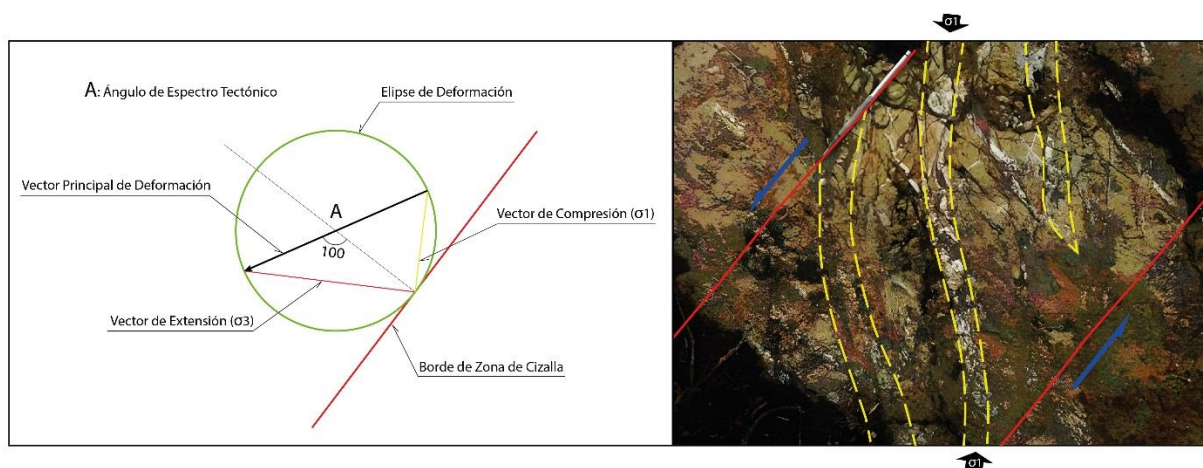 σ1
A: Ángulo de Espectro Tectónico
Elipse de Deformación
Vector Principal de Deformación
A
Vector de Compresión (σ1)
100
Vector de Extensión (σ3)
Borde de Zona de Cizalla
σ1